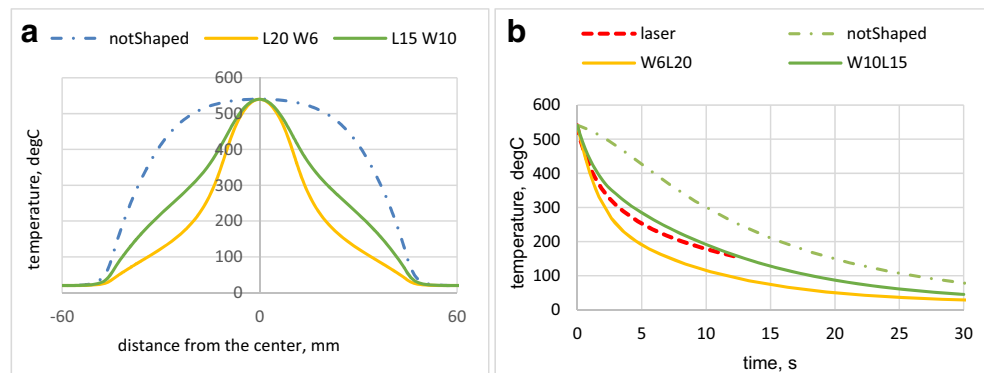 a
notShaped L20 W6 L15 W10
600
500
400
300
200
100
0
-60 0 60
temperature, degC
distance from the center, mm
b
laser notShaped
W6L20 W10L15
600
500
400
300
200
100
0
0 5 10 15 20 25 30
temperature, degC
time, s